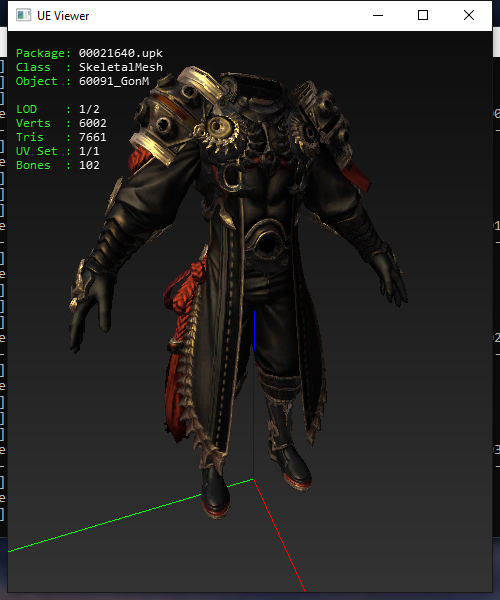 UE Viewer
Package: 00021640.upk
Class  : SkeletalMesh
Object : 60091_GonM
LOD    : 1/2
Verts  : 6002
Tris   : 7661
UV Set : 1/1
Bones  : 102